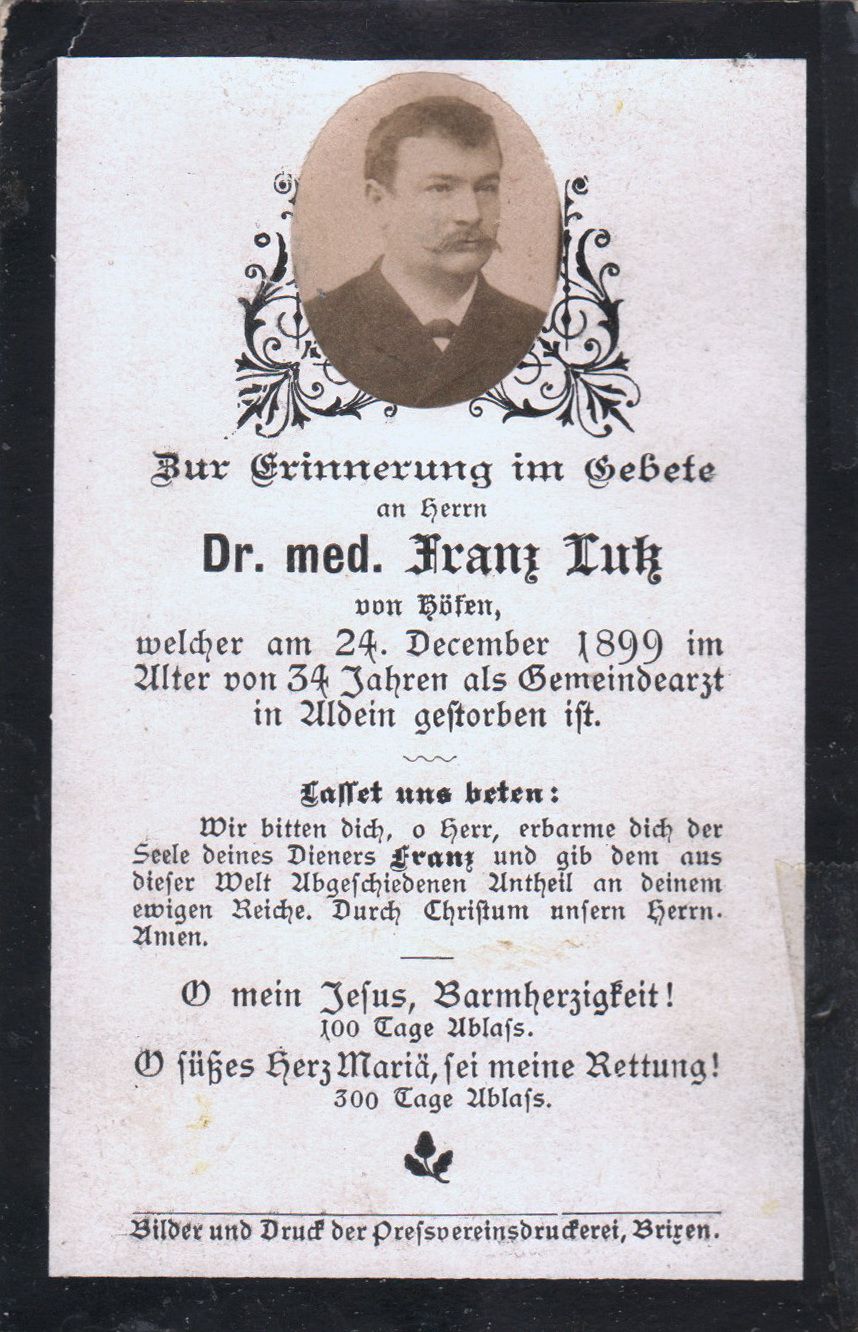 Zur Erinnerung im Gebete
an Herrn
Dr. med. Franz Lutz
von Höfen,
welcher am 24. December 1899 im
Alter von 34 Jahren als Gemeindearzt
in Aldein gestorben ist.
Lasset uns beten:
Wir bitten dich, o Herr, erbarme dich der
Seele deines Dieners Franz und gib dem aus
dieser Welt Abgeschiedenen Antheil an deinem
ewigen Reiche. Durch Christum unsern Herrn.
Amen.
O mein Jesus, Barmherzigkeit!
100 Tage Ablass.
O süßes Herz Mariä, sei meine Rettung!
300 Tage Ablass.
Bilder und Druck der Pressvereinsdruckerei, Brixen.